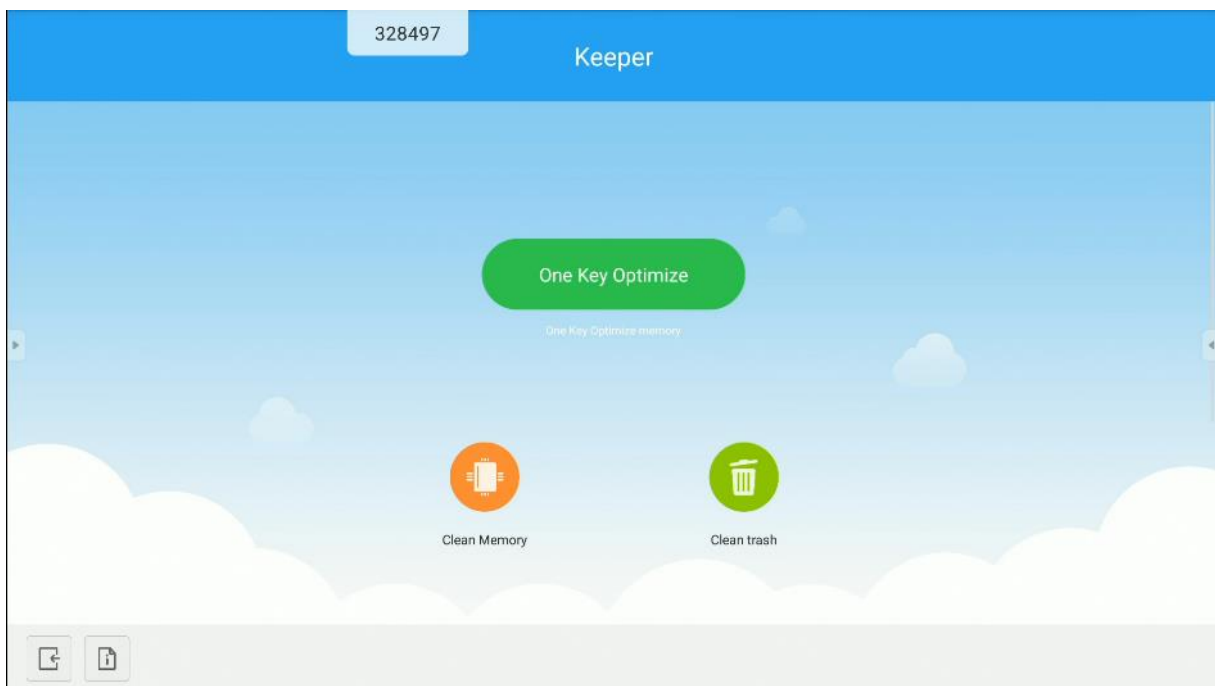 328497
Keeper
One Key Optimize
One Key Optimize memory
Clean Memory
Clean trash